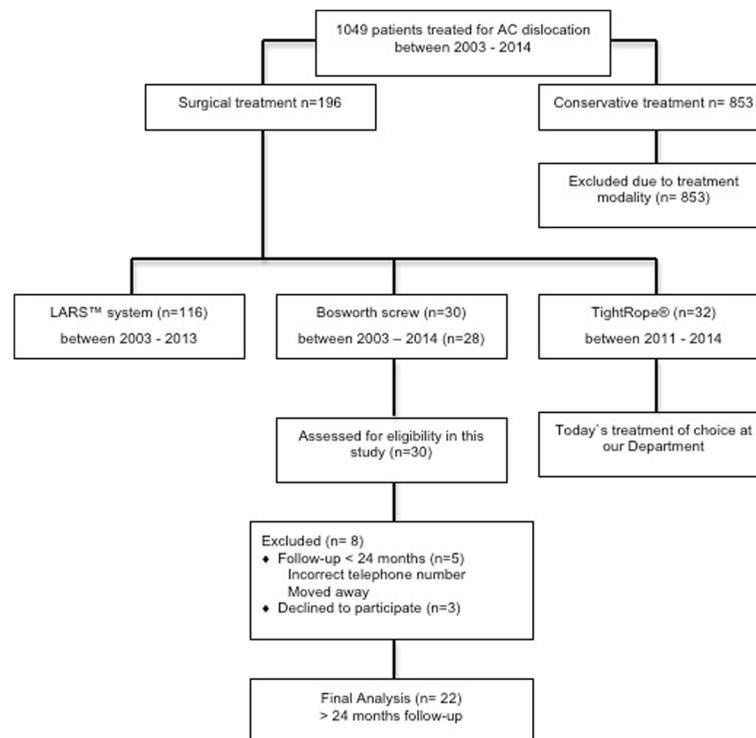 1049 patients treated for AC dislocation
between 2003 - 2014
Surgical treatment n=196
Conservative treatment n= 853
Excluded due to treatment
modality (n= 853)
LARS™ system (n=116)
between 2003 - 2013
Bosworth screw (n=30)
between 2003 – 2014 (n=28)
TightRope® (n=32)
between 2011 - 2014
Assessed for eligibility in this
study (n=30)
Today`s treatment of choice at
our Department
Excluded (n= 8)
♦ Follow-up < 24 months (n=5)
Incorrect telephone number
Moved away
♦ Declined to participate (n=3)
Final Analysis (n= 22)
> 24 months follow-up